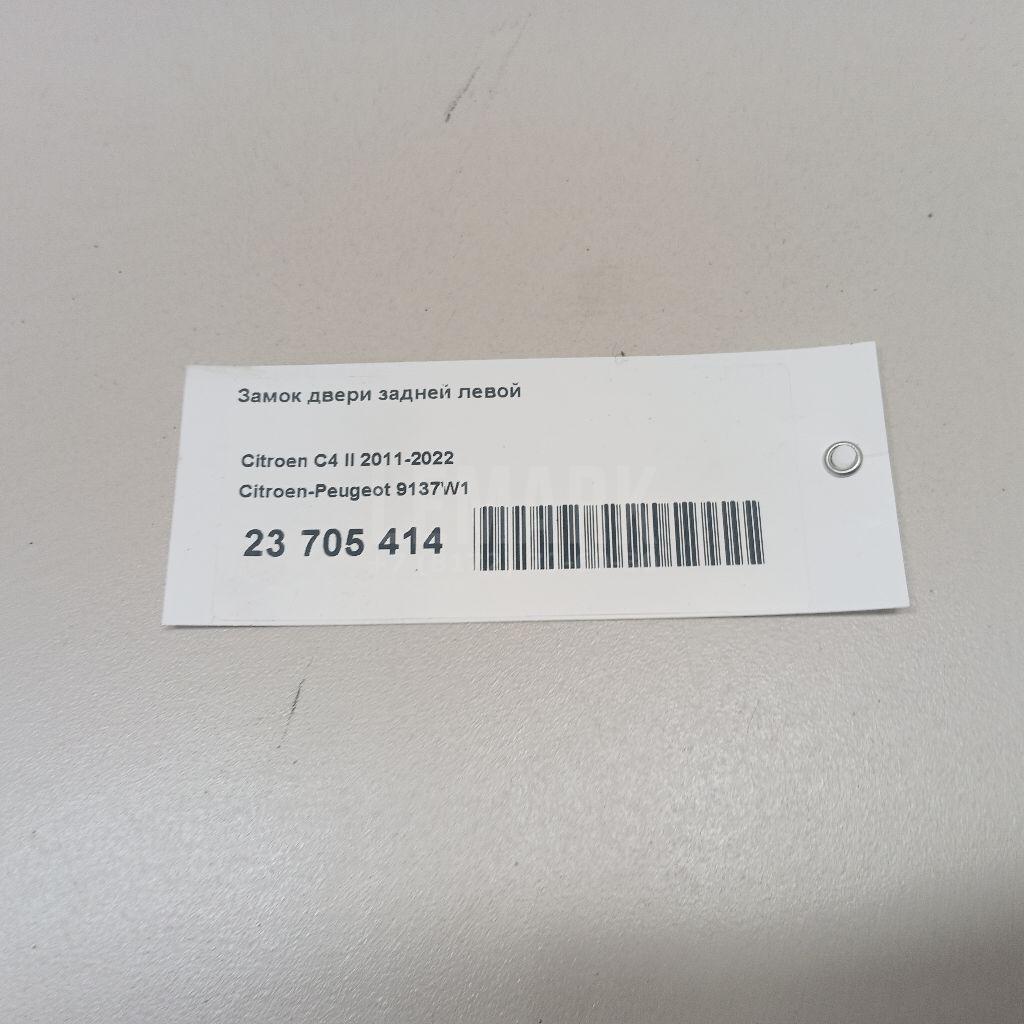 Замок двери задней левой
Citroen C4 II 2011-2022
Citroen-Peugeot 9137W1
23 705 414